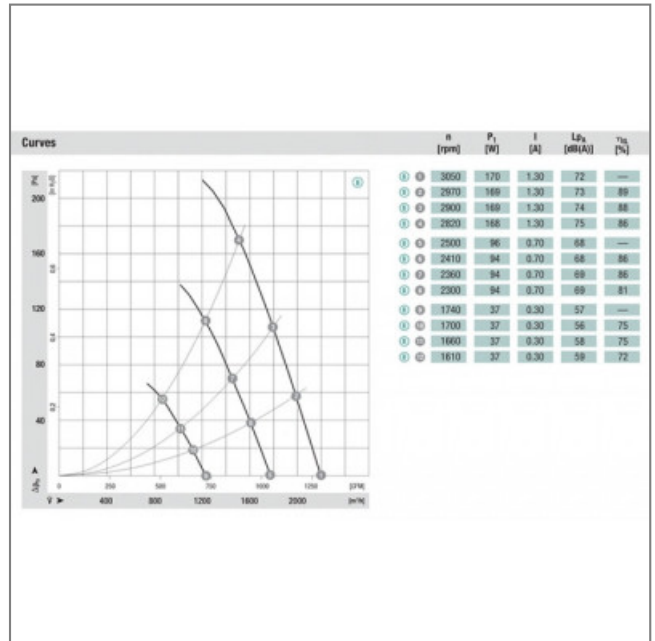 Curves n P₁ I Lpₐ
[rpm] [W] [A] [dB(A)] [%]
3050 170 1.30 72 —
2970 169 1.30 73 89
2900 169 1.30 74 88
2820 168 1.30 75 86
2500 96 0.70 68 —
2410 94 0.70 68 86
2360 94 0.70 69 86
2300 94 0.70 69 81
1740 37 0.30 57 —
1700 37 0.30 56 75
1660 37 0.30 58 75
1610 37 0.30 59 72
[Pa]
200
160
120
80
40
0 250 500 750 1000 1250 [CFM]
400 800 1200 1600 2000 [m³/h]